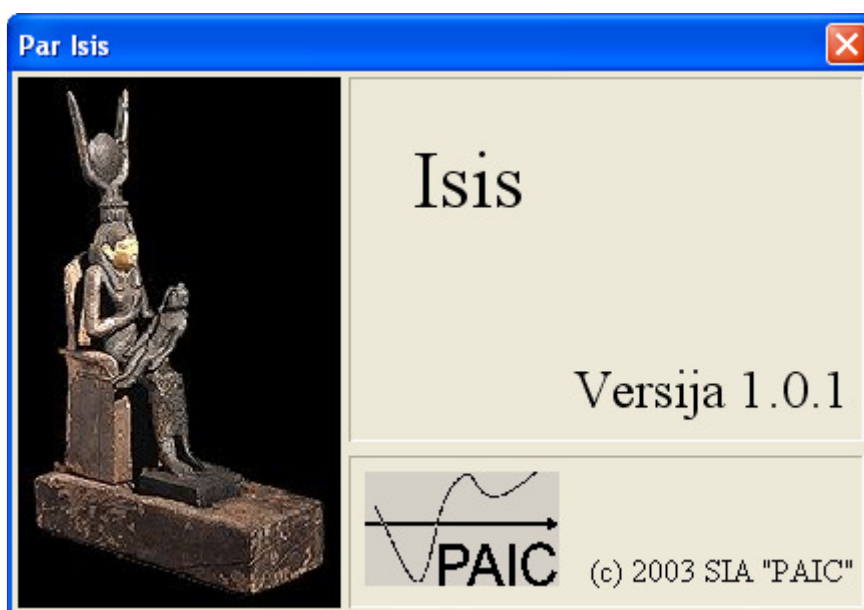 Par Isis
Isis
Versija 1.0.1
PAIC
(c) 2003 SIA "PAIC"